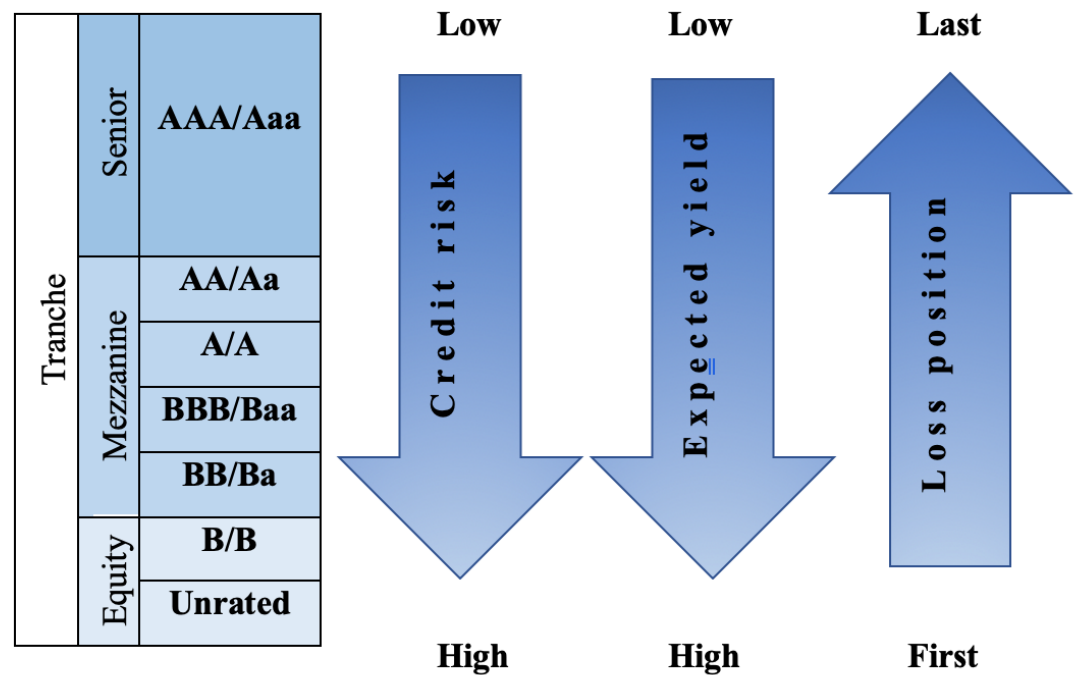 Tranche
Senior
AAA/Aaa
Mezzanine
AA/Aa
A/A
BBB/Baa
BB/Ba
Equity
B/B
Unrated
Low
Credit risk
High
Low
Expected yield
High
Last
Loss position
First